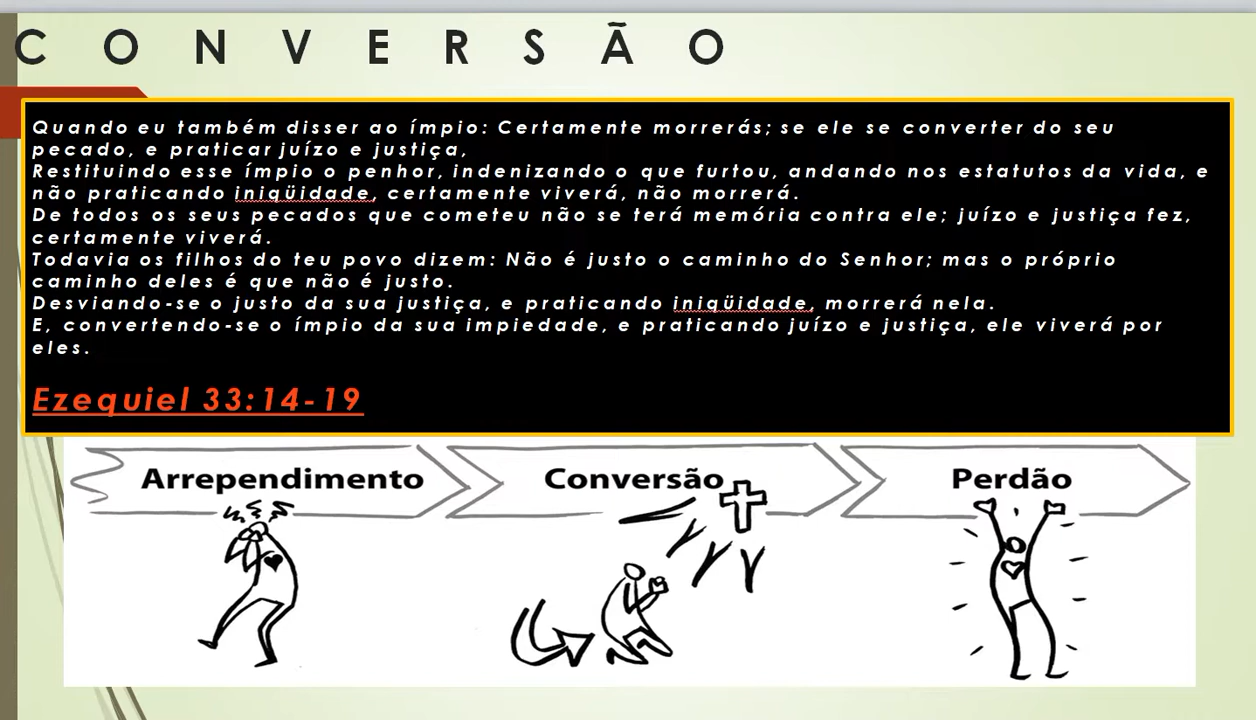 CONVERSÃO
Quando eu também disser ao ímpio: Certamente morrerás; se ele se converter do seu
pecado, e praticar juízo e justiça,
Restituindo esse ímpio o penhor, indenizando o que furtou, andando nos estatutos da vida, e
não praticando iniqüidade, certamente viverá, não morrerá.
De todos os seus pecados que cometeu não se terá memória contra ele; juízo e justiça fez,
certamente viverá.
Todavia os filhos do teu povo dizem: Não é justo o caminho do Senhor; mas o próprio
caminho deles é que não é justo.
Desviando-se o justo da sua justiça, e praticando iniqüidade, morrerá nela.
E, convertendo-se o ímpio da sua impiedade, e praticando juízo e justiça, ele viverá por
eles.
Ezequiel 33:14-19
Arrependimento
Conversão
Perdão